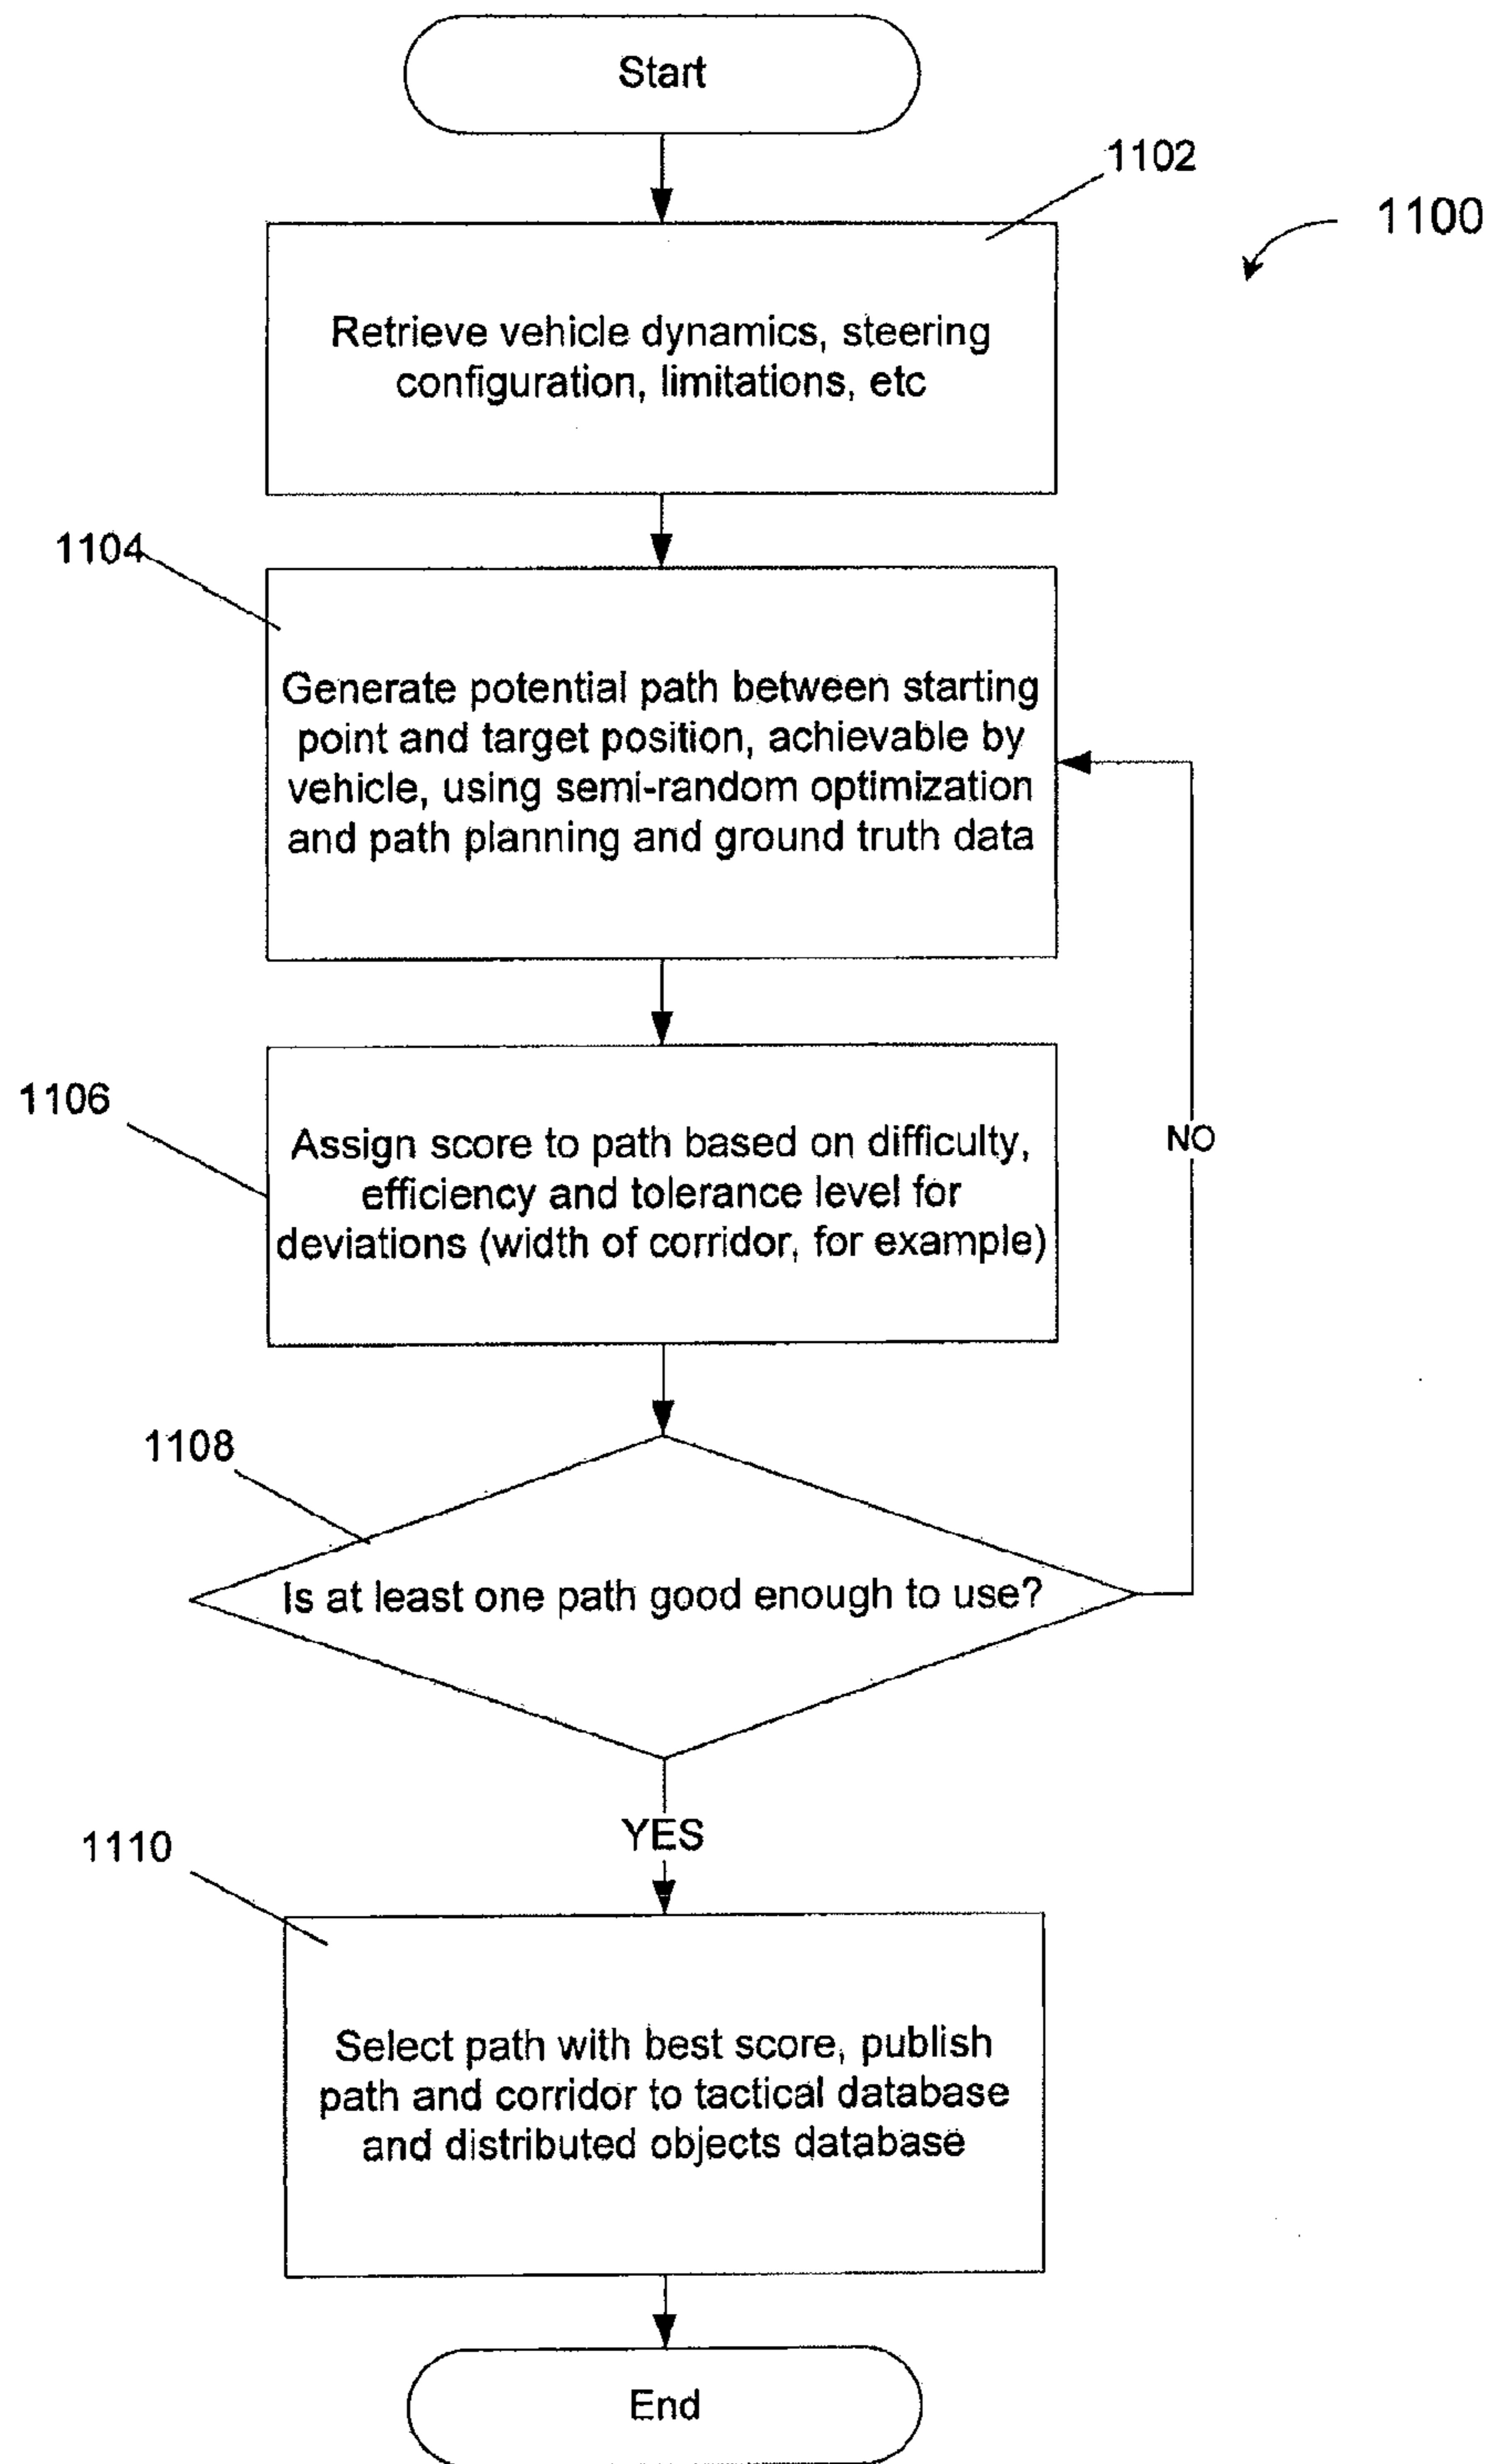 Start
1102
1100
Retrieve vehicle dynamics, steering
configuration, limitations, etc
1104
Generate potential path between starting
point and target position, achievable by
vehicle, using semi-random optimization
and path planning and ground truth data
1106
Assign score to path based on difficulty,
efficiency and tolerance level for
deviations (width of corridor, for example)
NO
1108
Is at least one path good enough to use?
YES
1110
Select path with best score, publish
path and corridor to tactical database
and distributed objects database
End